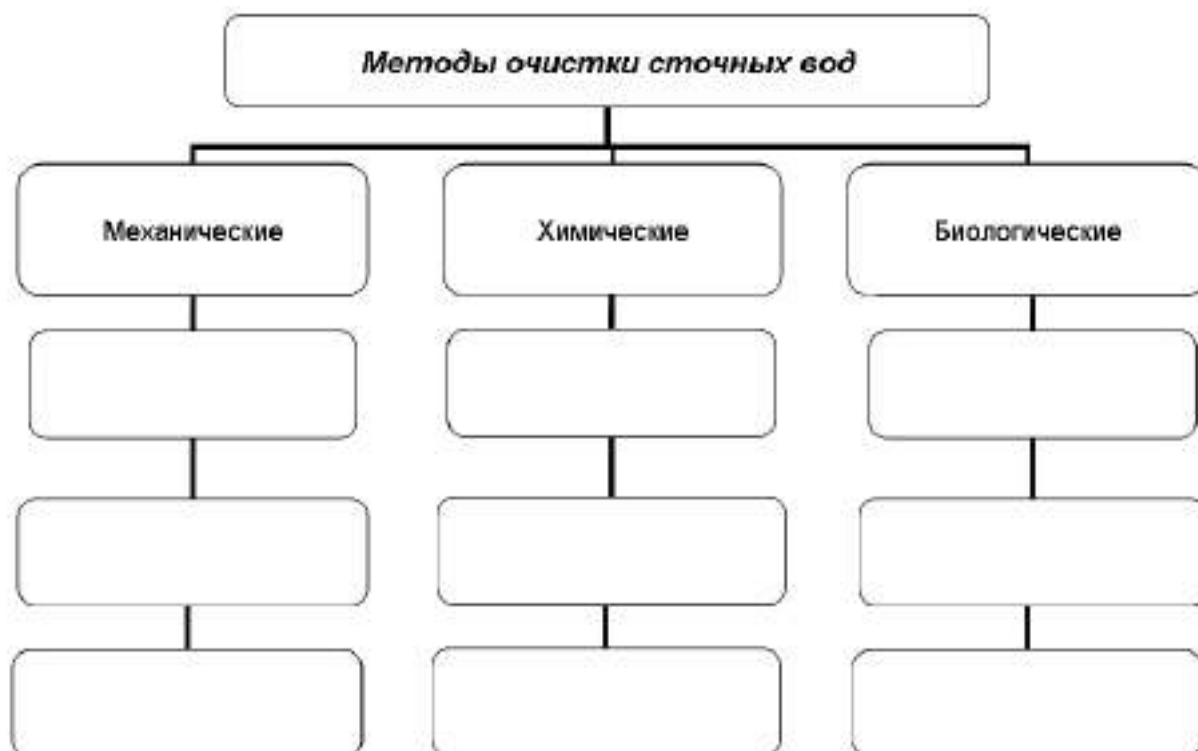 Методы очистки сточных вод
Механические
Химические
Биологические